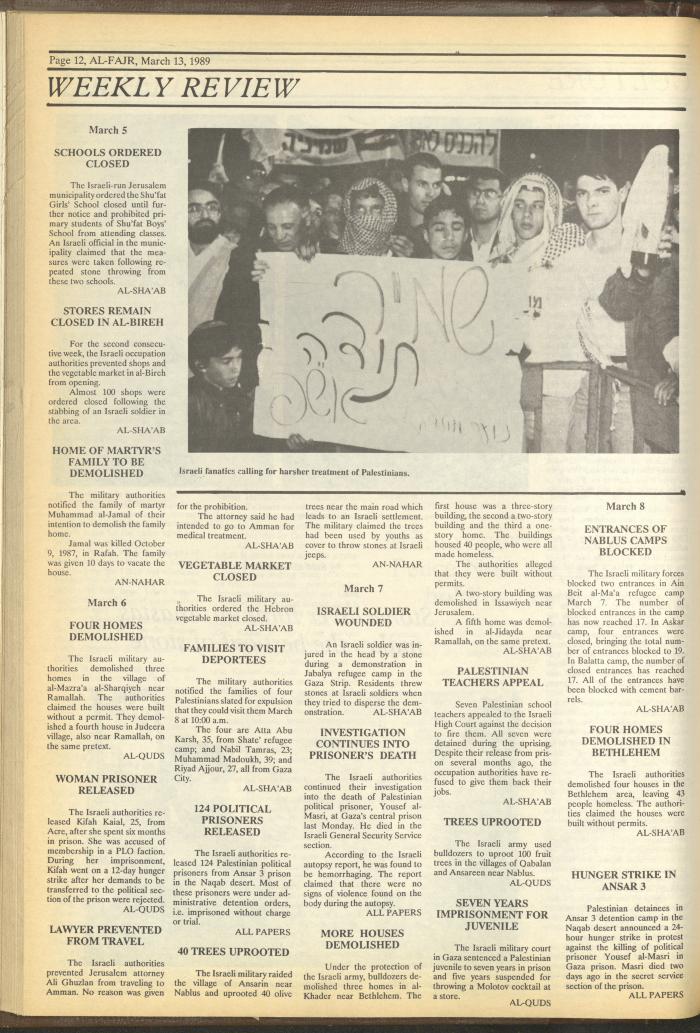 Page 12, AL-FAJR, March 13, 1989
WEEKLY REVIEW
March 5
SCHOOLS ORDERED
CLOSED
The Israeli-run Jerusalem
municipality ordered the Shu'fat
Girls' School closed until fur-
ther notice and prohibited pri-
mary students of Shu'fat Boys'
School from attending classes.
An Israeli official in the munic-
ipality claimed that the mea-
sures were taken following re-
peated stone throwing from
these two schools.
AL-SHA'AB
STORES REMAIN
CLOSED IN AL-BIREH
For the second consecu-
tive week, the Israeli occupation
authorities prevented shops and
the vegetable market in al-Bireh
from opening.
Almost 100 shops were
ordered closed following the
stabbing of an Israeli soldier in
the area.
AL-SHA'AB
HOME OF MARTYR'S
FAMILY TO BE
DEMOLISHED
The military authorities
notified the family of martyr
Muhammad al-Jamal of their
intention to demolish the family
home.
Jamal was killed October
9, 1987, in Rafah. The family
was given 10 days to vacate the
house.
AN-NAHAR
March 6
FOUR HOMES
DEMOLISHED
The Israeli military au-
thorities demolished three
homes in the village of
al-Mazra'a al-Sharqiyeh near
Ramallah. The authorities
claimed the houses were built
without a permit. They demol-
ished a fourth house in Judeera
village, also near Ramallah, on
the same pretext.
AL-QUDS
WOMAN PRISONER
RELEASED
The Israeli authorities re-
leased Kifah Kaial, 25, from
Acre, after she spent six months
in prison. She was accused of
membership in a PLO faction.
During her imprisonment,
Kifah went on a 12-day hunger
strike after her demands to be
transferred to the political sec-
tion of the prison were rejected.
AL-QUDS
LAWYER PREVENTED
FROM TRAVEL
The Israeli authorities
prevented Jerusalem attorney
Ali Ghuzlan from traveling to
Amman. No reason was given
להכנס לאש
שמיר
תודה
אשפ
מו
Israeli fanatics calling for harsher treatment of Palestinians.
for the prohibition.
The attorney said he had
intended to go to Amman for
medical treatment.
AL-SHA'AB
VEGETABLE MARKET
CLOSED
The Israeli military au-
thorities ordered the Hebron
vegetable market closed.
AL-SHA'AB
FAMILIES TO VISIT
DEPORTEES
The military authorities
notified the families of four
Palestinians slated for expulsion
that they could visit them March
8 at 10:00 a.m.
The four are Atta Abu
Karsh, 35, from Shate' refugee
camp; and Nabil Tamras, 23;
Muhammad Madoukh, 39; and
Riyad Ajjour, 27, all from Gaza
City.
AL-SHA'AB
124 POLITICAL
PRISONERS
RELEASED
The Israeli authorities re-
leased 124 Palestinian political
prisoners from Ansar 3 prison
in the Naqab desert. Most of
these prisoners were under ad-
ministrative detention orders,
i.e. imprisoned without charge
or trial.
ALL PAPERS
40 TREES UPROOTED
The Israeli military raided
the village of Ansarin near
Nablus and uprooted 40 olive
trees near the main road which
leads to an Israeli settlement.
The military claimed the trees
had been used by youths as
cover to throw stones at Israeli
jeeps.
AN-NAHAR
March 7
ISRAELI SOLDIER
WOUNDED
An Israeli soldier was in-
jured in the head by a stone
during a demonstration in
Jabalya refugee camp in the
Gaza Strip. Residents threw
stones at Israeli soldiers when
they tried to disperse the dem-
onstration. AL-SHA'AB
INVESTIGATION
CONTINUES INTO
PRISONER'S DEATH
The Israeli authorities
continued their investigation
into the death of Palestinian
political prisoner, Yousef al-
Masri, at Gaza's central prison
last Monday. He died in the
Israeli General Security Service
section.
According to the Israeli
autopsy report, he was found to
be hemorrhaging. The report
claimed that there were no
signs of violence found on the
body during the autopsy.
ALL PAPERS
MORE HOUSES
DEMOLISHED
Under the protection of
the Israeli army, bulldozers de-
molished three homes in al-
Khader near Bethlehem. The
first house was a three-story
building, the second a two-story
building and the third a one-
story home. The buildings
housed 40 people, who were all
made homeless.
The authorities alleged
that they were built without
permits.
A two-story building was
demolished in Issawiyeh near
Jerusalem.
A fifth home was demol-
ished in al-Jidayda near
Ramallah, on the same pretext.
AL-SHA'AB
PALESTINIAN
TEACHERS APPEAL
Seven Palestinian school
teachers appealed to the Israeli
High Court against the decision
to fire them. All seven were
detained during the uprising.
Despite their release from pris-
on several months ago, the
occupation authorities have re-
fused to give them back their
jobs.
AL-SHA'AB
TREES UPROOTED
The Israeli army used
bulldozers to uproot 100 fruit
trees in the villages of Qabalan
and Ansareen near Nablus.
AL-QUDS
SEVEN YEARS
IMPRISONMENT FOR
JUVENILE
The Israeli military court
in Gaza sentenced a Palestinian
juvenile to seven years in prison
and five years suspended for
throwing a Molotov cocktail at
a store.
AL-QUDS
March 8
ENTRANCES OF
NABLUS CAMPS
BLOCKED
The Israeli military forces
blocked two entrances in Ain
Beit al-Ma'a refugee camp
March 7. The number of
blocked entrances in the camp
has now reached 17. In Askar
camp, four entrances were
closed, bringing the total num-
ber of entrances blocked to 19.
In Balatta camp, the number of
closed entrances has reached
17. All of the entrances have
been blocked with cement bar-
rels.
AL-SHA'AB
FOUR HOMES
DEMOLISHED IN
BETHLEHEM
The Israeli authorities
demolished four houses in the
Bethlehem area, leaving 43
people homeless. The authori-
ties claimed the houses were
built without permits.
AL-SHA'AB
HUNGER STRIKE IN
ANSAR 3
Palestinian detainees in
Ansar 3 detention camp in the
Naqab desert announced a 24-
hour hunger strike in protest
against the killing of political
prisoner Yousef al-Masri in
Gaza prison. Masri died two
days ago in the secret service
section of the prison.
ALL PAPERS